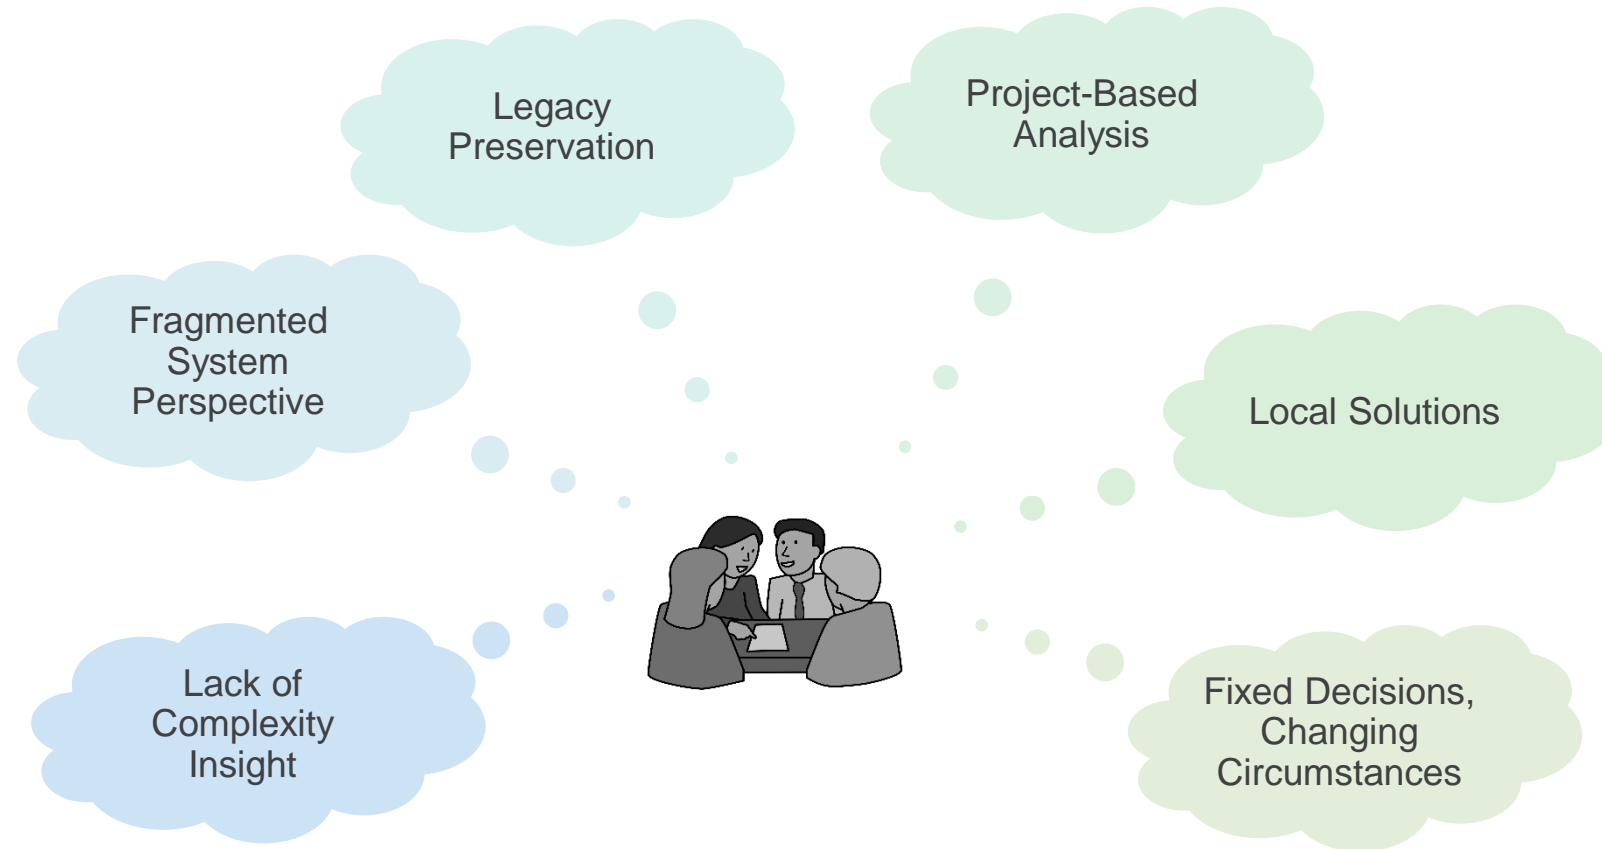 Legacy
Preservation
Project-Based
Analysis
Fragmented
System
Perspective
Local Solutions
Lack of
Complexity
Insight
Fixed Decisions,
Changing
Circumstances